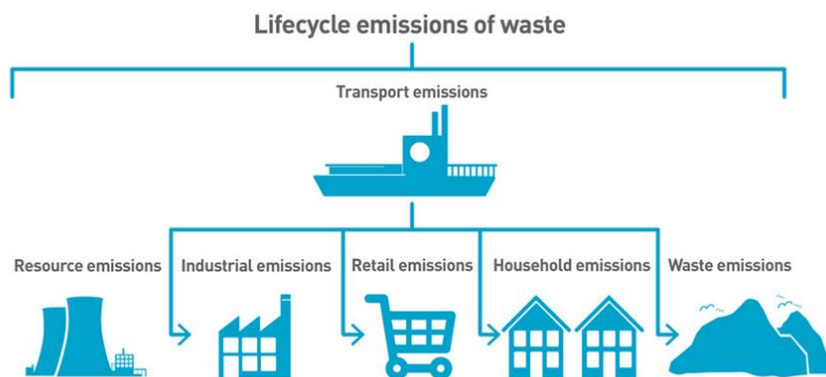 Lifecycle emissions of waste
Transport emissions
Resource emissions
Industrial emissions
Retail emissions
Household emissions
Waste emissions